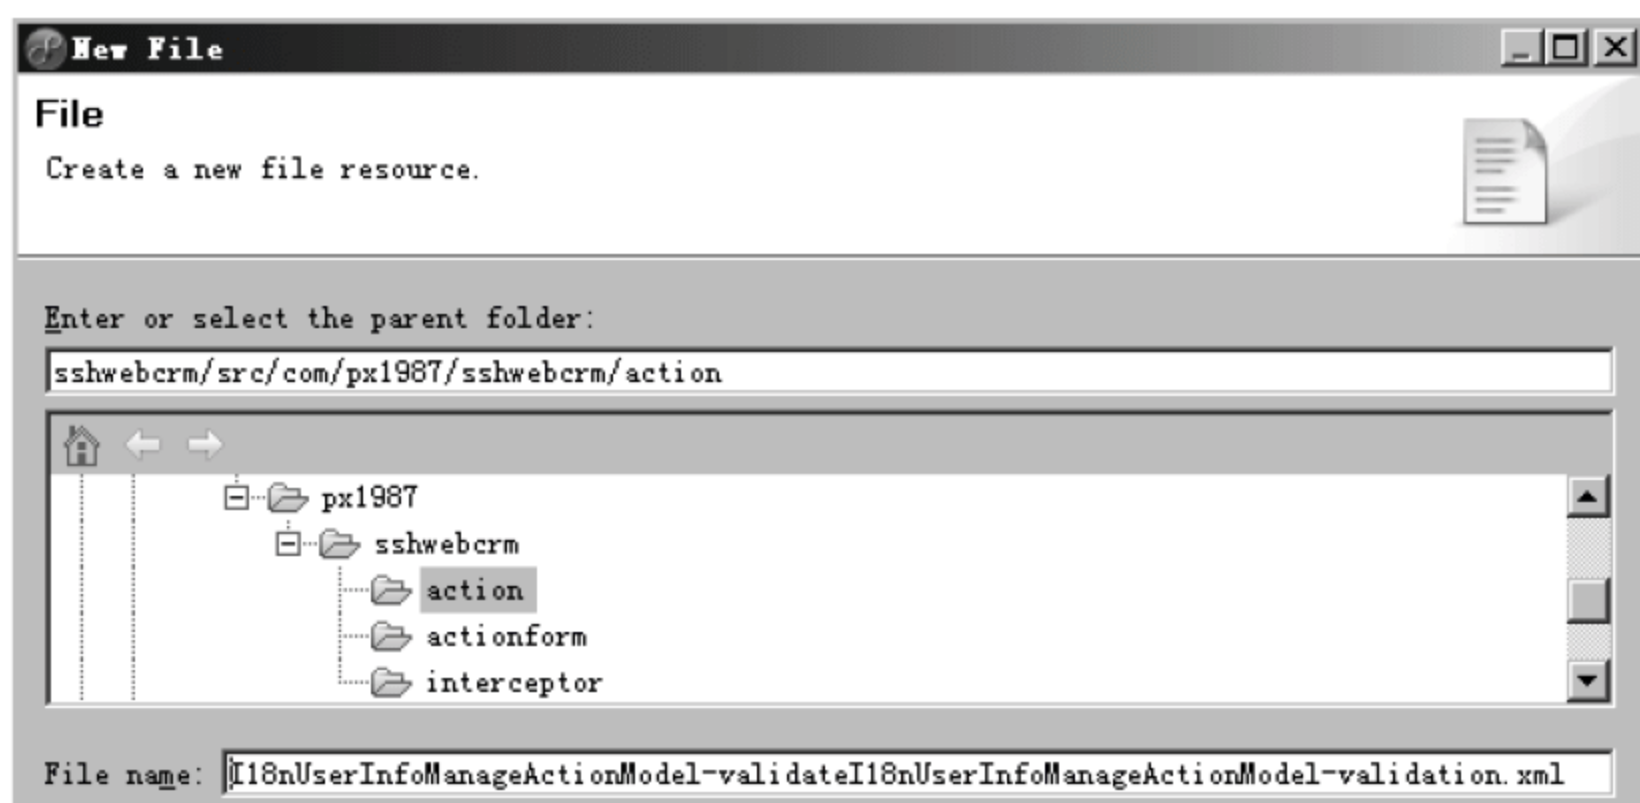 New File
File
Create a new file resource.
Enter or select the parent folder:
sshwebcrm/src/com/px1987/sshwebcrm/action
px1987
sshwebcrm
action
actionform
interceptor
File name: I18nUserInfoManageActionModel-validateI18nUserInfoManageActionModel-validation.xml